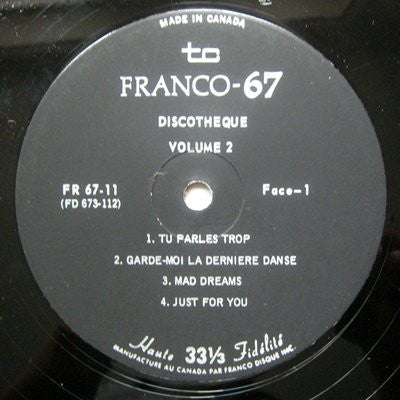 MADE IN CANADA
to
FRANCO-67
DISCOTHEQUE
VOLUME 2
FR 67-11 Face-1
(FD 673-112)
1. TU PARLES TROP
2. GARDE-MOI LA DERNIERE DANSE
3. MAD DREAMS
4. JUST FOR YOU
Haute 33⅓ Fidélité
MANUFACTURE AU CANADA PAR FRANCO DISQUE INC.